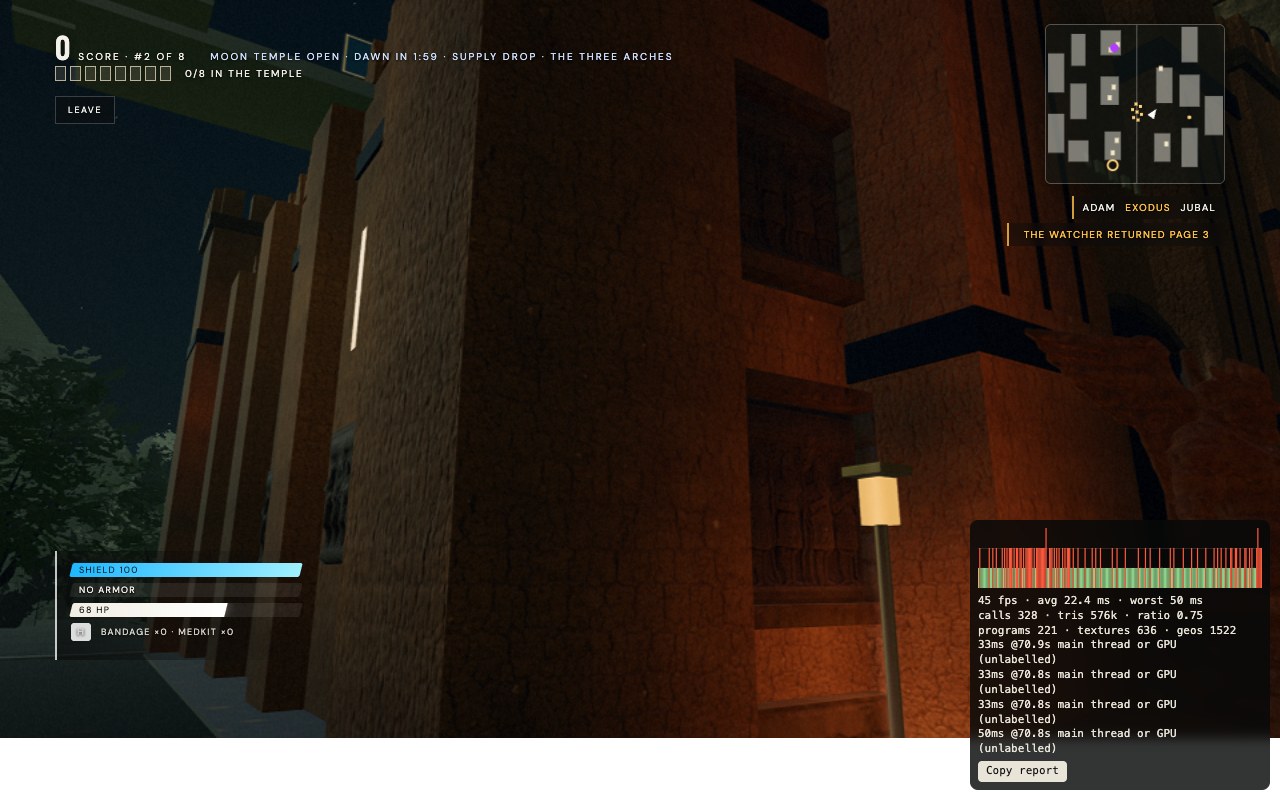 0 SCORE · #2 OF 8 MOON TEMPLE OPEN · DAWN IN 1:59 · SUPPLY DROP · THE THREE ARCHES
0/8 IN THE TEMPLE
LEAVE
ADAM EXODUS JUBAL
THE WATCHER RETURNED PAGE 3
SHIELD 100
NO ARMOR
68 HP
BANDAGE ×0 · MEDKIT ×0
45 fps · avg 22.4 ms · worst 50 ms
calls 328 · tris 576k · ratio 0.75
programs 221 · textures 636 · geos 1522
33ms @70.9s main thread or GPU
(unlabelled)
33ms @70.8s main thread or GPU
(unlabelled)
33ms @70.8s main thread or GPU
(unlabelled)
50ms @70.8s main thread or GPU
(unlabelled)
Copy report